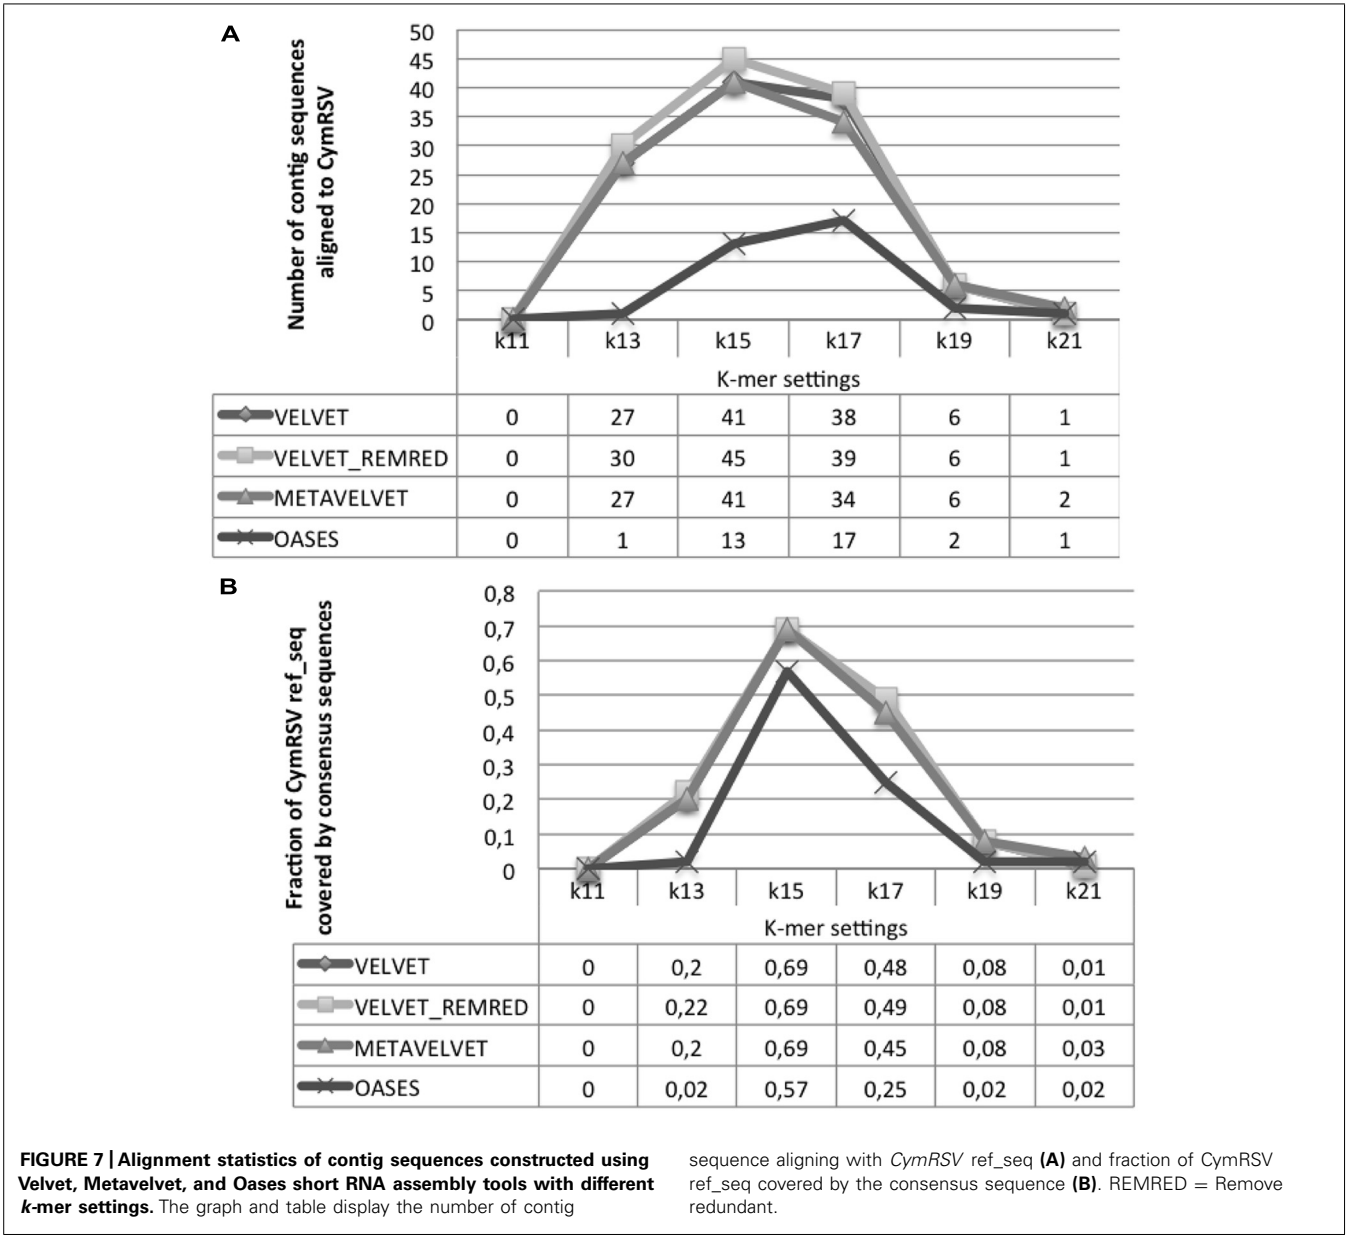 A
Number of contig sequences
aligned to CymRSV
50
45
40
35
30
25
20
15
10
5
0
k11 k13 k15 k17 k19 k21
K-mer settings
VELVET 0 27 41 38 6 1
VELVET_REMRED 0 30 45 39 6 1
METAVELVET 0 27 41 34 6 2
OASES 0 1 13 17 2 1
B
Fraction of CymRSV ref_seq
covered by consensus sequences
0,8
0,7
0,6
0,5
0,4
0,3
0,2
0,1
0
k11 k13 k15 k17 k19 k21
K-mer settings
VELVET 0 0,2 0,69 0,48 0,08 0,01
VELVET_REMRED 0 0,22 0,69 0,49 0,08 0,01
METAVELVET 0 0,2 0,69 0,45 0,08 0,03
OASES 0 0,02 0,57 0,25 0,02 0,02
FIGURE 7 | Alignment statistics of contig sequences constructed using
Velvet, Metavelvet, and Oases short RNA assembly tools with different
k-mer settings. The graph and table display the number of contig
sequence aligning with CymRSV ref_seq (A) and fraction of CymRSV
ref_seq covered by the consensus sequence (B). REMRED = Remove
redundant.